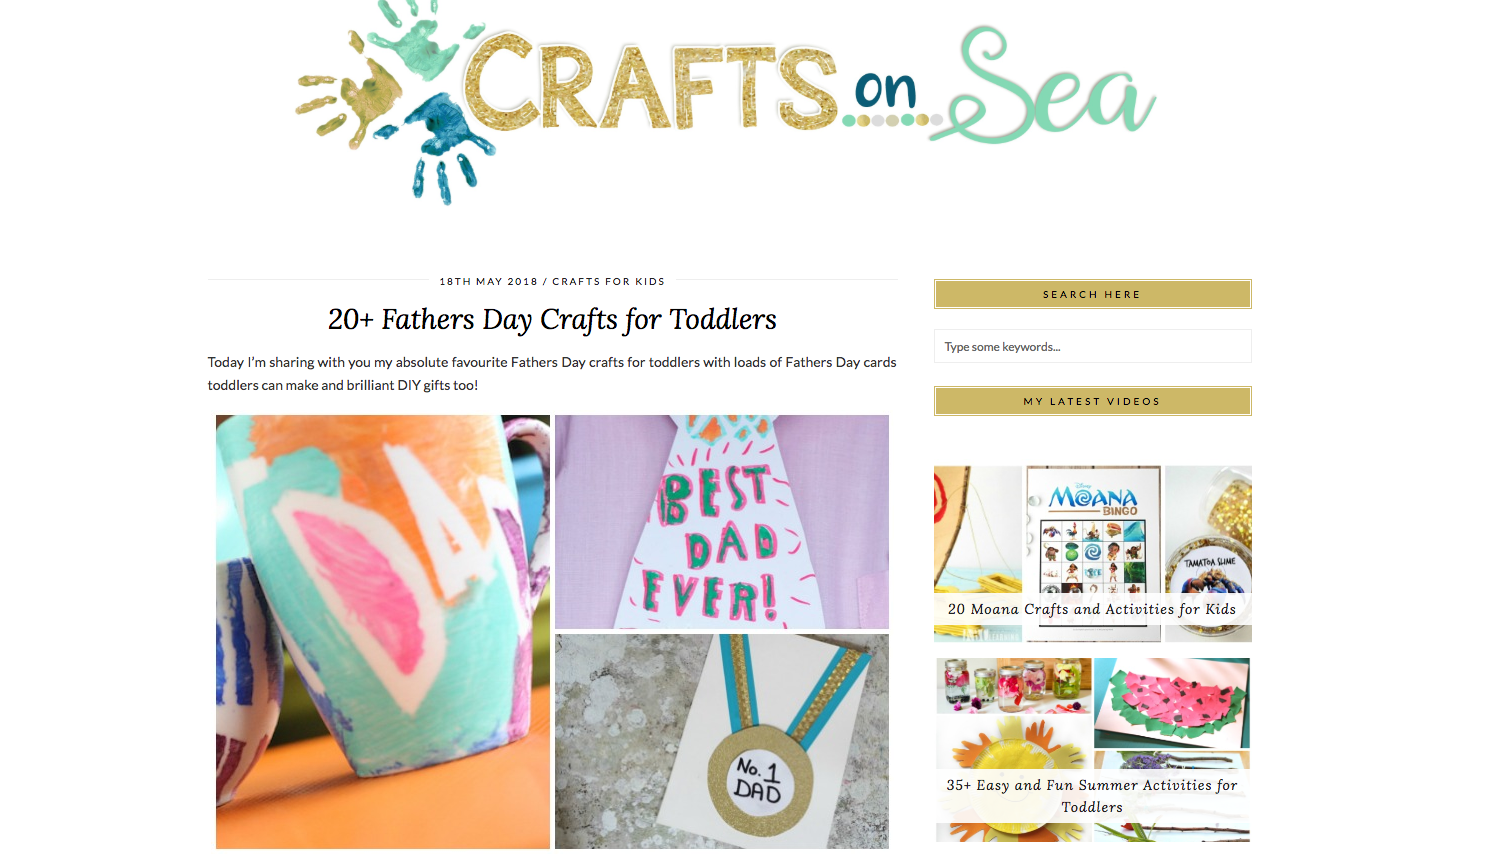 CRAFTS on Sea
18TH MAY 2018 / CRAFTS FOR KIDS
20+ Fathers Day Crafts for Toddlers
Today I'm sharing with you my absolute favourite Fathers Day crafts for toddlers with loads of Fathers Day cards
toddlers can make and brilliant DIY gifts too!
BEST
DAD
EVER!
No. 1
DAD
SEARCH HERE
Type some keywords...
MY LATEST VIDEOS
Disney
MOANA
BINGO
TAMATOA SLIME
20 Moana Crafts and Activities for Kids
35+ Easy and Fun Summer Activities for
Toddlers